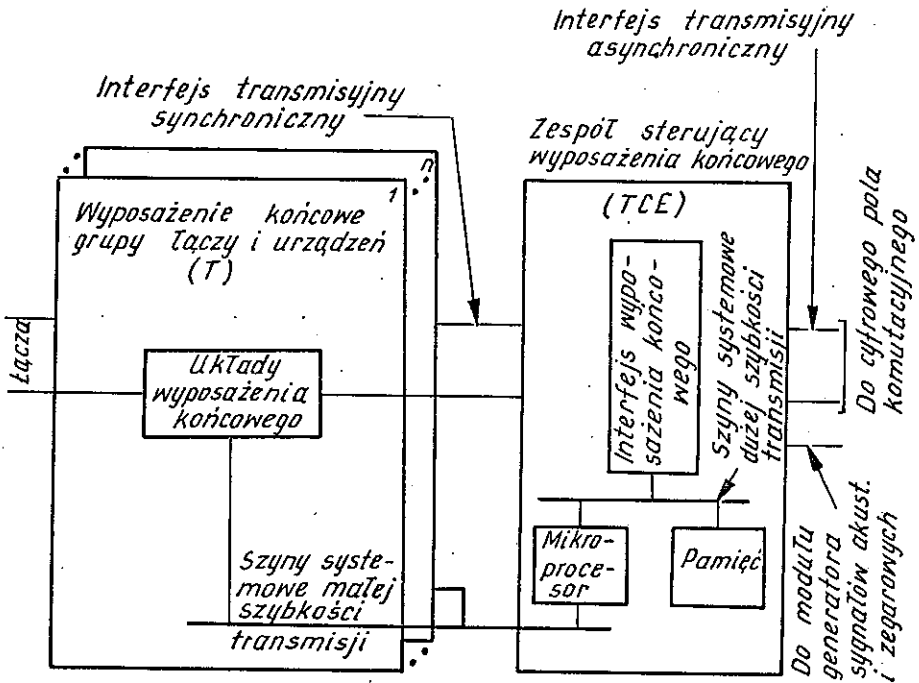 Interfejs transmisyjny
asynchroniczny
Interfejs transmisyjny
synchroniczny
Zespół sterujący
wyposażenia końcowego
(TCE)
n
1
Wyposażenie końcowe
grupy łączy i urządzeń
(T)
Łącza
Układy
wyposażenia
końcowego
Szyny syste-
mowe małej
szybkości
transmisji
Interfejs wypo-
sażenia końco-
wego
Szyny systemowe
dużej szybkości
transmisji
Mikro-
proce-
sor
Pamięć
Do cyfrowego pola
komutacyjnego
Do modułu
generatora
sygnałów akust.
i zegarowych